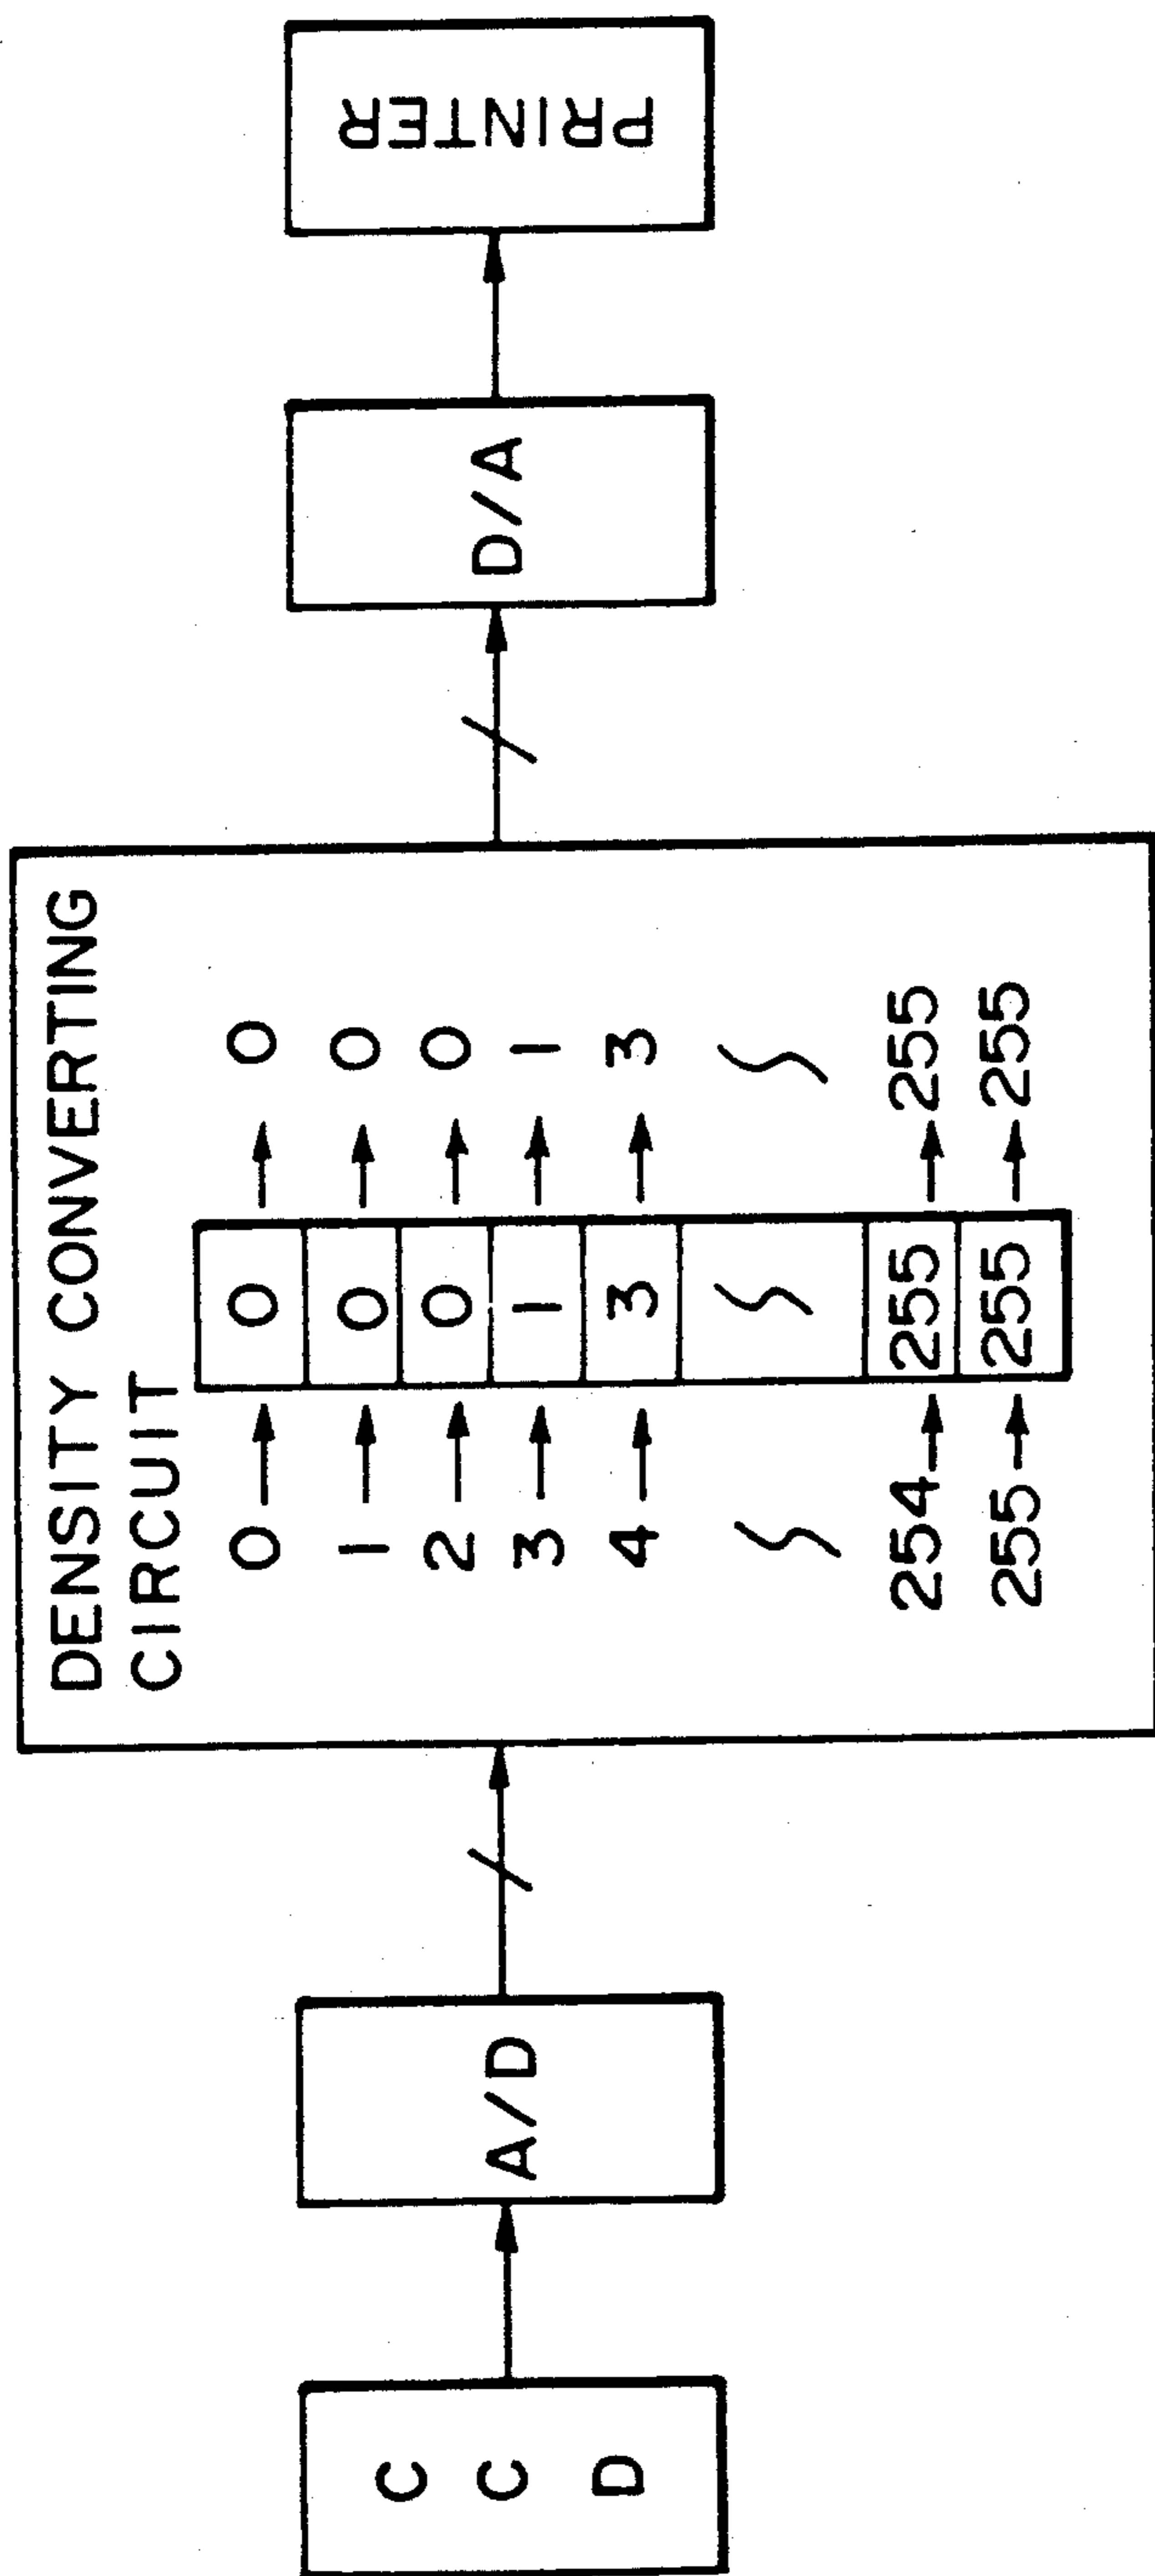 C
C
D
A/D
DENSITY CONVERTING
CIRCUIT
0 → 0 → 0
1 → 0 → 0
2 → 0 → 0
3 → 1 → 1
4 → 3 → 3
254 → 255 → 255
255 → 255 → 255
D/A
PRINTER